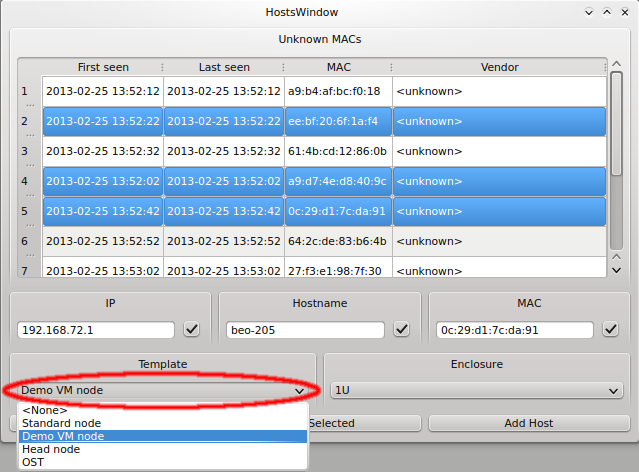 HostsWindow
Unknown MACs
First seen Last seen MAC Vendor
1 2013-02-25 13:52:12 2013-02-25 13:52:12 a9:b4:af:bc:f0:18 <unknown>
...
2 2013-02-25 13:52:22 2013-02-25 13:52:22 ee:bf:20:6f:1a:f4 <unknown>
...
3 2013-02-25 13:52:32 2013-02-25 13:52:32 61:4b:cd:12:86:0b <unknown>
...
4 2013-02-25 13:52:02 2013-02-25 13:52:02 a9:d7:4e:d8:40:9c <unknown>
...
5 2013-02-25 13:52:42 2013-02-25 13:52:42 0c:29:d1:7c:da:91 <unknown>
...
6 2013-02-25 13:52:52 2013-02-25 13:52:52 64:2c:de:83:b6:4b <unknown>
...
7 2013-02-25 13:53:02 2013-02-25 13:53:02 27:f3:e1:98:7f:30 <unknown>
IP Hostname MAC
192.168.72.1 beo-205 0c:29:d1:7c:da:91
Template Enclosure
Demo VM node 1U
<None>
Standard node
Demo VM node
Head node
OST
Selected Add Host